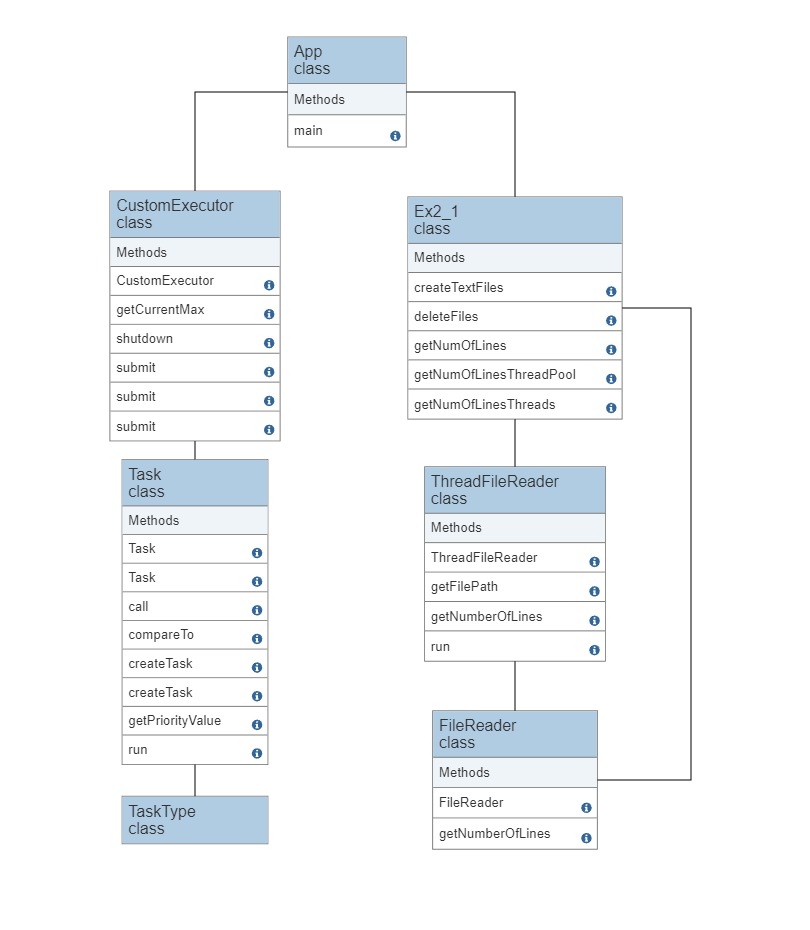 App
class
Methods
main
CustomExecutor
class
Methods
CustomExecutor
getCurrentMax
shutdown
submit
submit
submit
Task
class
Methods
Task
Task
call
compareTo
createTask
createTask
getPriorityValue
run
TaskType
class
Ex2_1
class
Methods
createTextFiles
deleteFiles
getNumOfLines
getNumOfLinesThreadPool
getNumOfLinesThreads
ThreadFileReader
class
Methods
ThreadFileReader
getFilePath
getNumberOfLines
run
FileReader
class
Methods
FileReader
getNumberOfLines